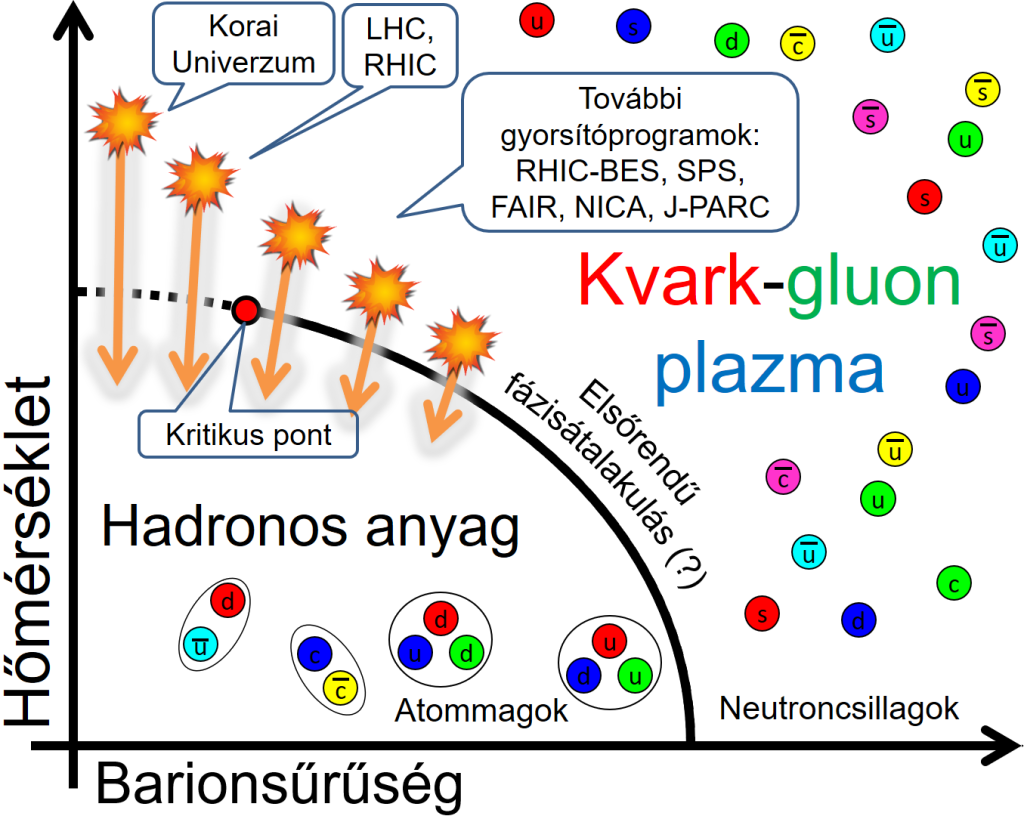 Korai
Univerzum
LHC,
RHIC
További
gyorsítóprogramok:
RHIC-BES, SPS,
FAIR, NICA, J-PARC
u
s
d
c̅
u̅
s̅
s̅
u
s
u̅
s̅
u
u̅
c̅
u
u̅
c
s
d
Kvark-gluon
plazma
Kritikus pont
Elsőrendű
fázisátalakulás (?)
Hőmérséklet
Hadronos anyag
d
u̅
c
c̅
d
u
d
u
d
u
Atommagok
Neutroncsillagok
Barionsűrűség